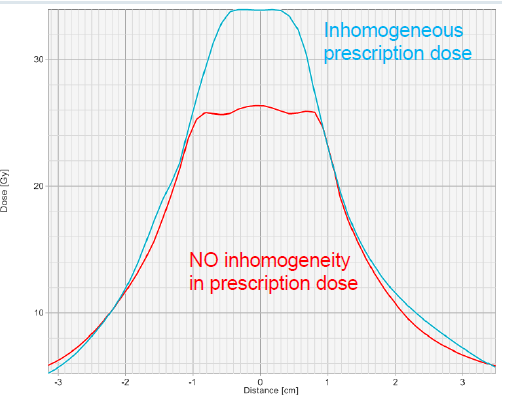 Inhomogeneous
prescription dose
30
20
10
Dose [Gy]
NO inhomogeneity
in prescription dose
-3 -2 -1 0 1 2 3
Distance [cm]